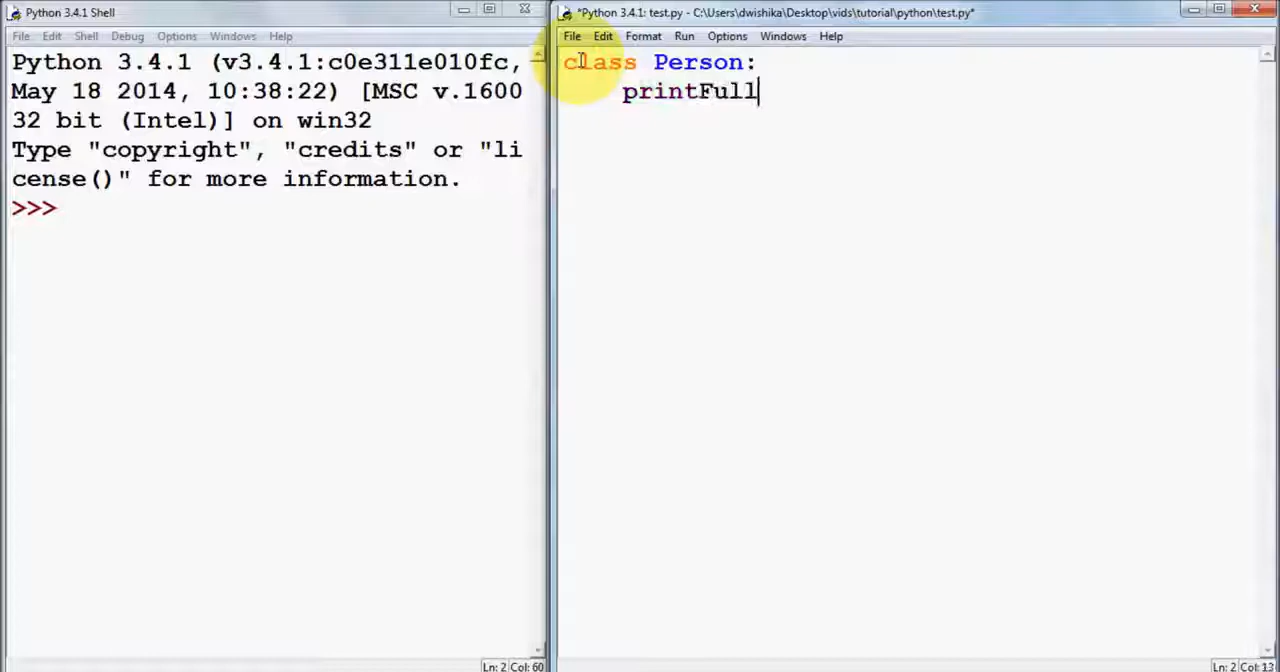 Python 3.4.1 Shell
File Edit Shell Debug Options Windows Help
Python 3.4.1 (v3.4.1:c0e311e010fc,
May 18 2014, 10:38:22) [MSC v.1600
32 bit (Intel)] on win32
Type "copyright", "credits" or "li
cense()" for more information.
>>>
Ln: 2 Col: 60
*Python 3.4.1: test.py - C:\Users\dwishika\Desktop\vids\tutorial\python\test.py*
File Edit Format Run Options Windows Help
class Person:
    printFull
Ln: 2 Col: 13